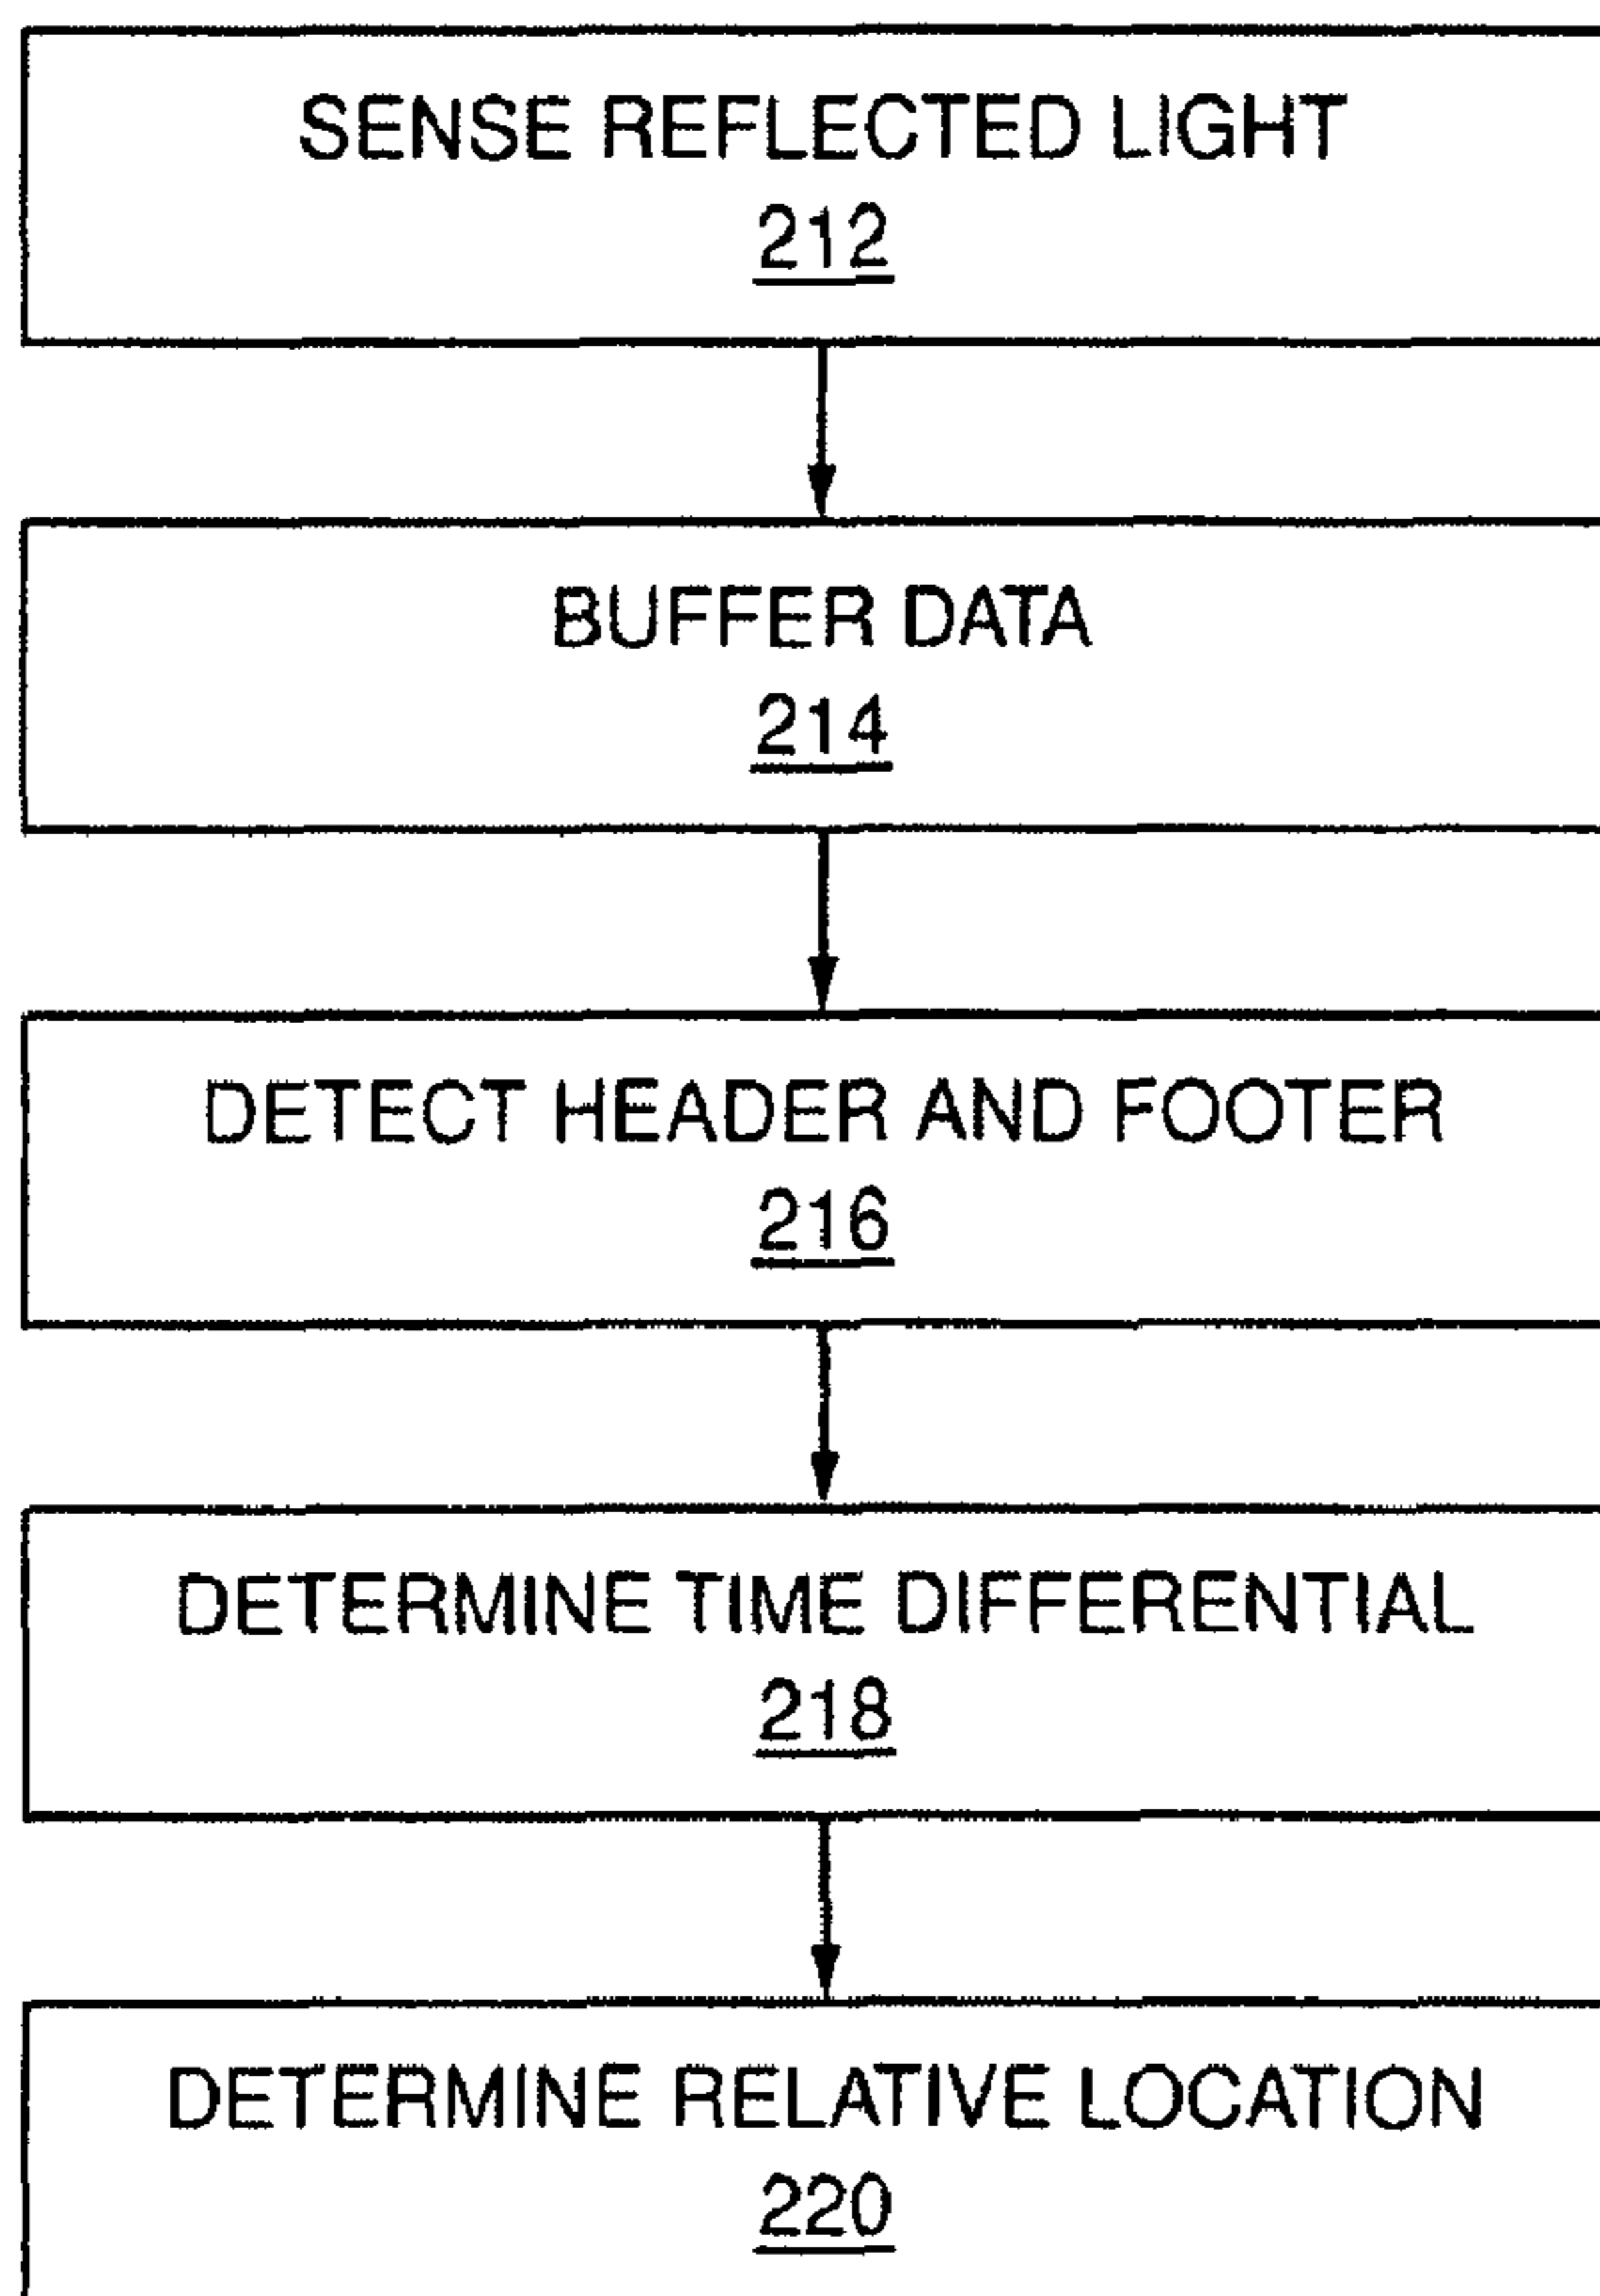 SENSE REFLECTED LIGHT
212
BUFFER DATA
214
DETECT HEADER AND FOOTER
216
DETERMINE TIME DIFFERENTIAL
218
DETERMINE RELATIVE LOCATION
220